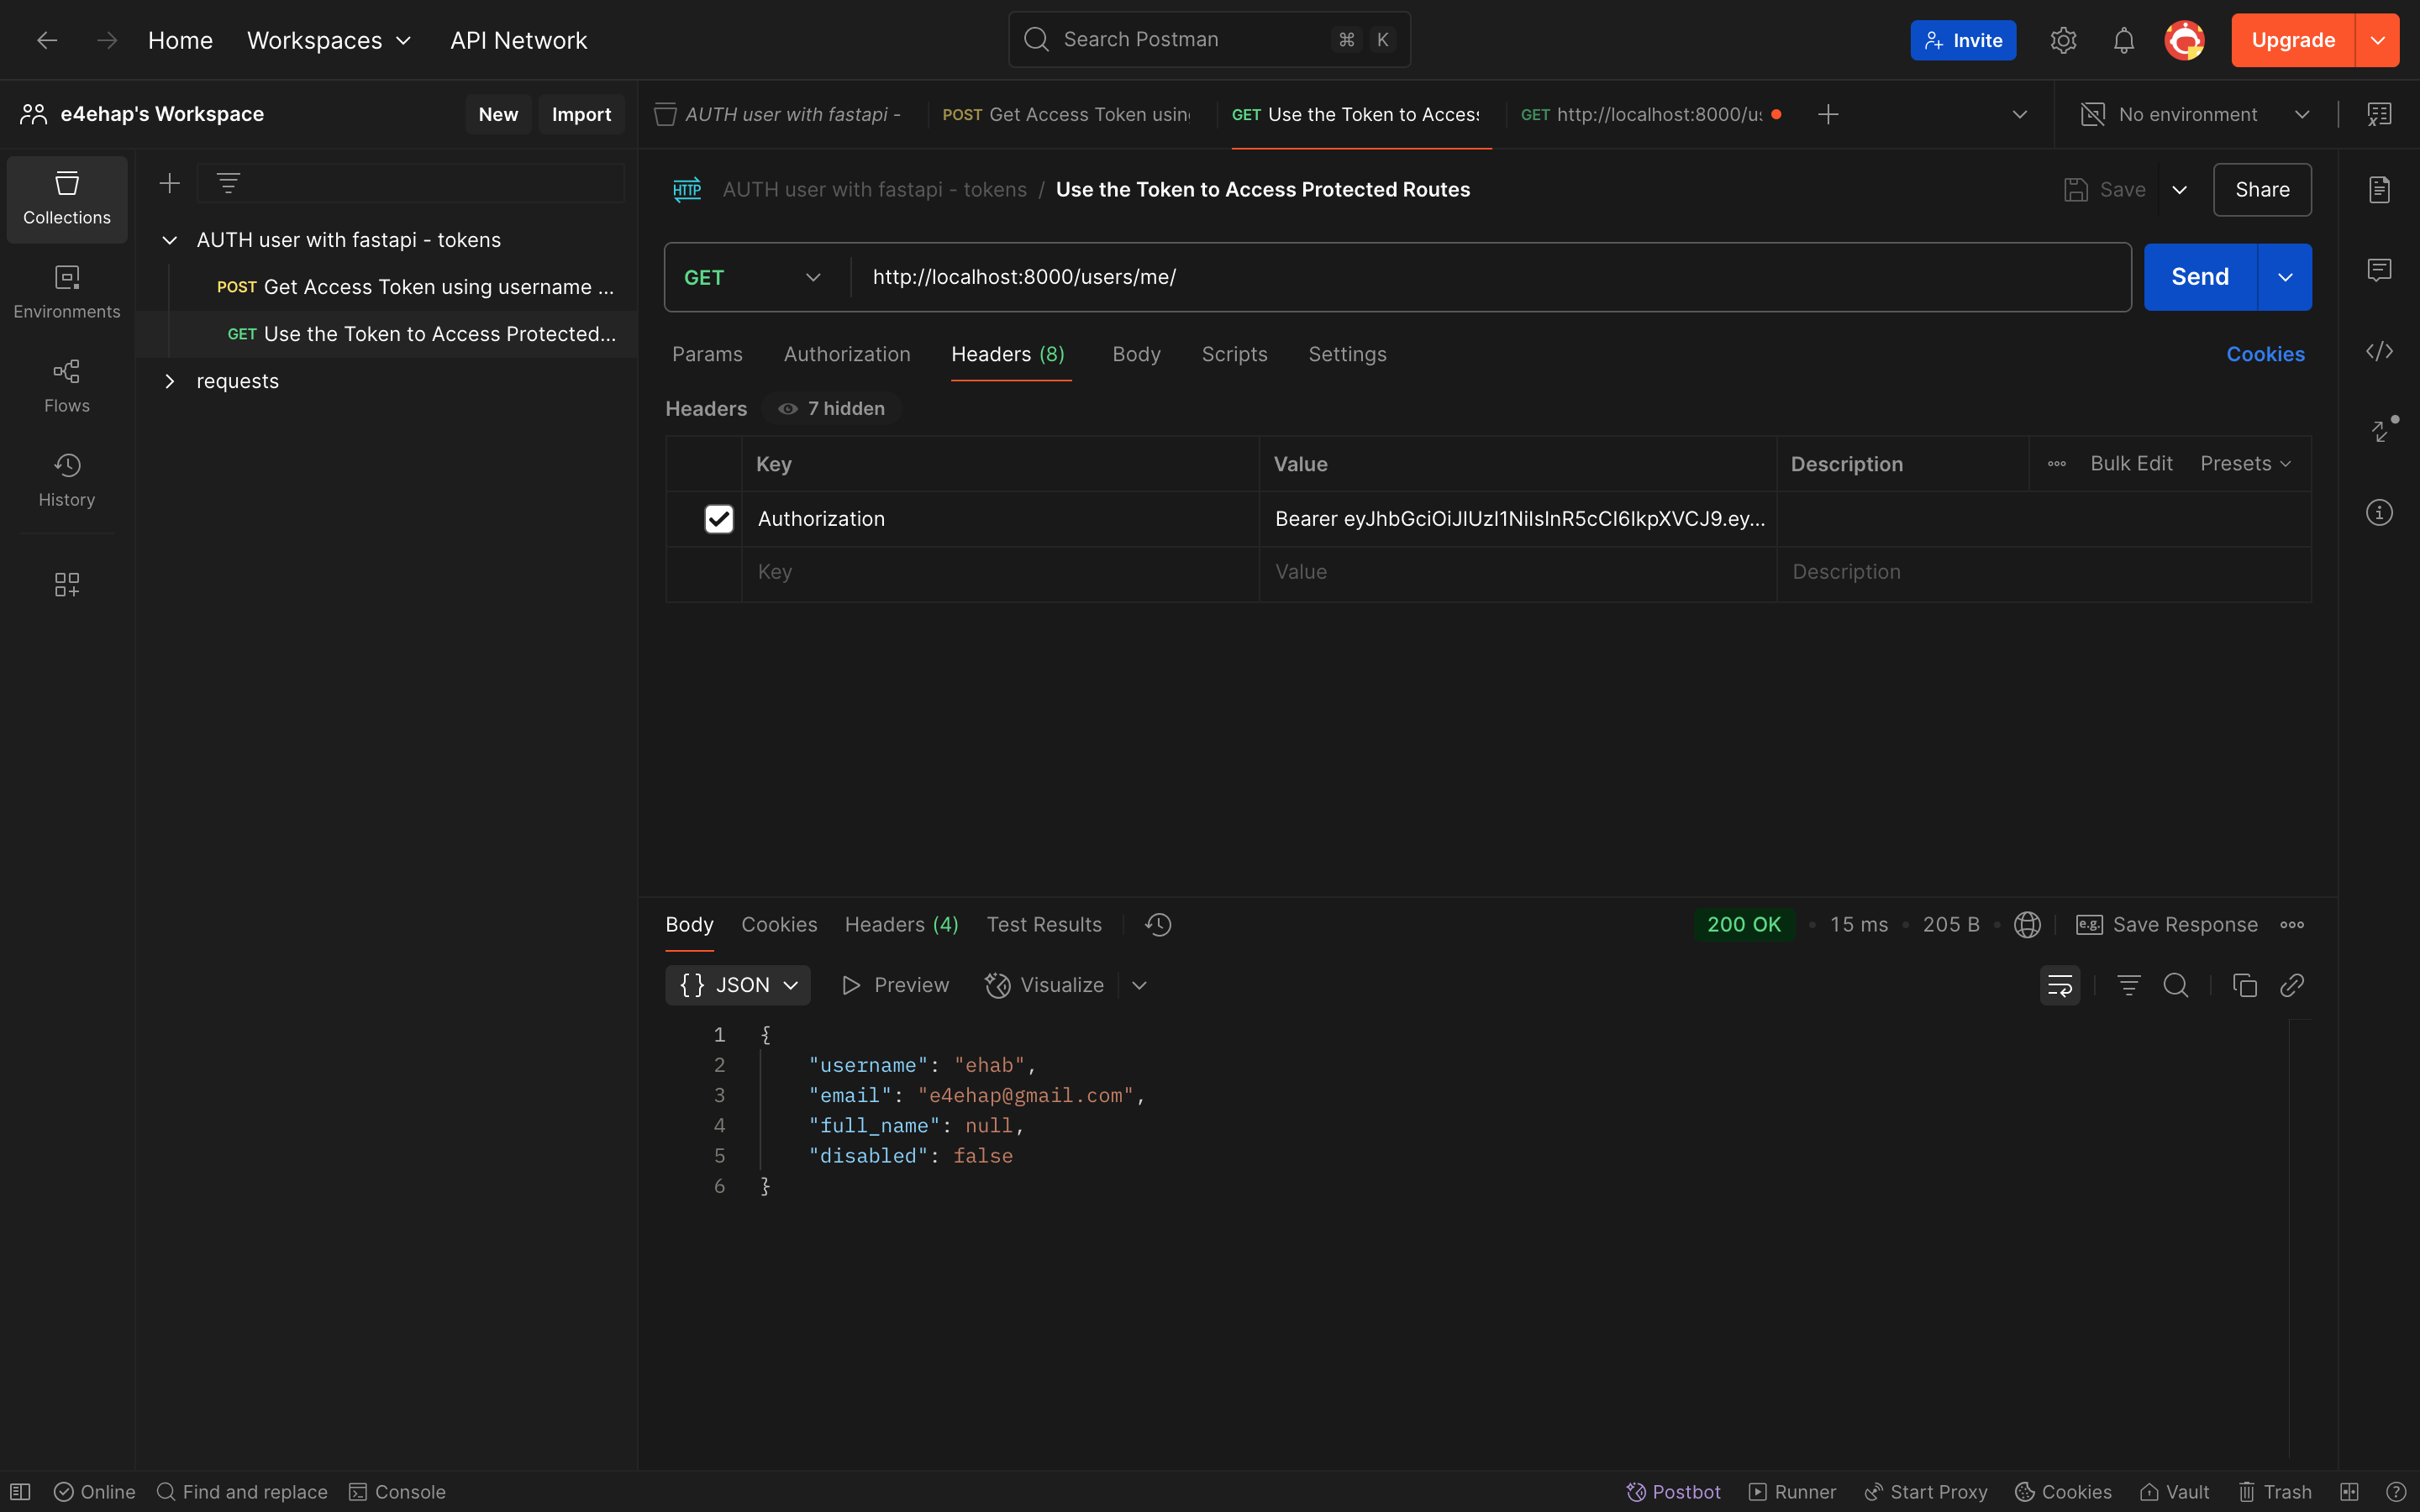 Home Workspaces API Network Search Postman ⌘ K Invite Upgrade
e4ehap's Workspace New Import
AUTH user with fastapi - POST Get Access Token usin GET Use the Token to Access GET http://localhost:8000/us No environment
Collections
Environments
Flows
History
AUTH user with fastapi - tokens
POST Get Access Token using username ...
GET Use the Token to Access Protected...
requests
HTTP AUTH user with fastapi - tokens / Use the Token to Access Protected Routes Save Share
GET http://localhost:8000/users/me/ Send
Params Authorization Headers (8) Body Scripts Settings Cookies
Headers 7 hidden
Key Value Description Bulk Edit Presets
Authorization Bearer eyJhbGciOiJIUzI1NiIsInR5cCI6IkpXVCJ9.ey...
Key Value Description
Body Cookies Headers (4) Test Results 200 OK • 15 ms • 205 B • e.g. Save Response
{ } JSON Preview Visualize
1 {
2 "username": "ehab",
3 "email": "e4ehap@gmail.com",
4 "full_name": null,
5 "disabled": false
6 }
Online Find and replace Console Postbot Runner Start Proxy Cookies Vault Trash